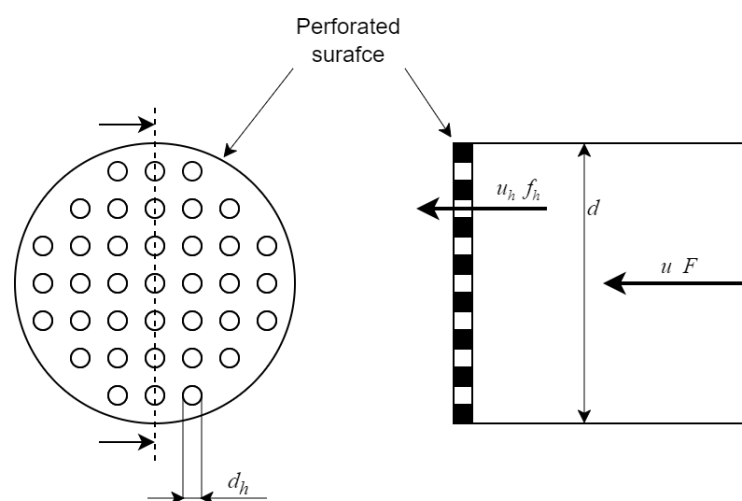 Perforated
surafce
u_h f_h
d
u F
d_h